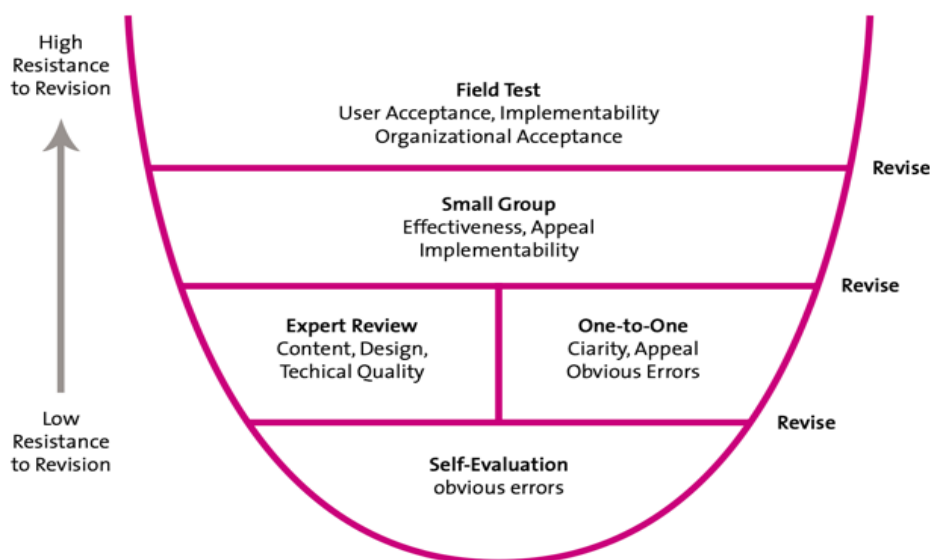 High
Resistance
to Revision
Field Test
User Acceptance, Implementability
Organizational Acceptance
Revise
Small Group
Effectiveness, Appeal
Implementability
Revise
Expert Review
Content, Design,
Techical Quality
One-to-One
Ciarity, Appeal
Obvious Errors
Revise
Low
Resistance
to Revision
Self-Evaluation
obvious errors